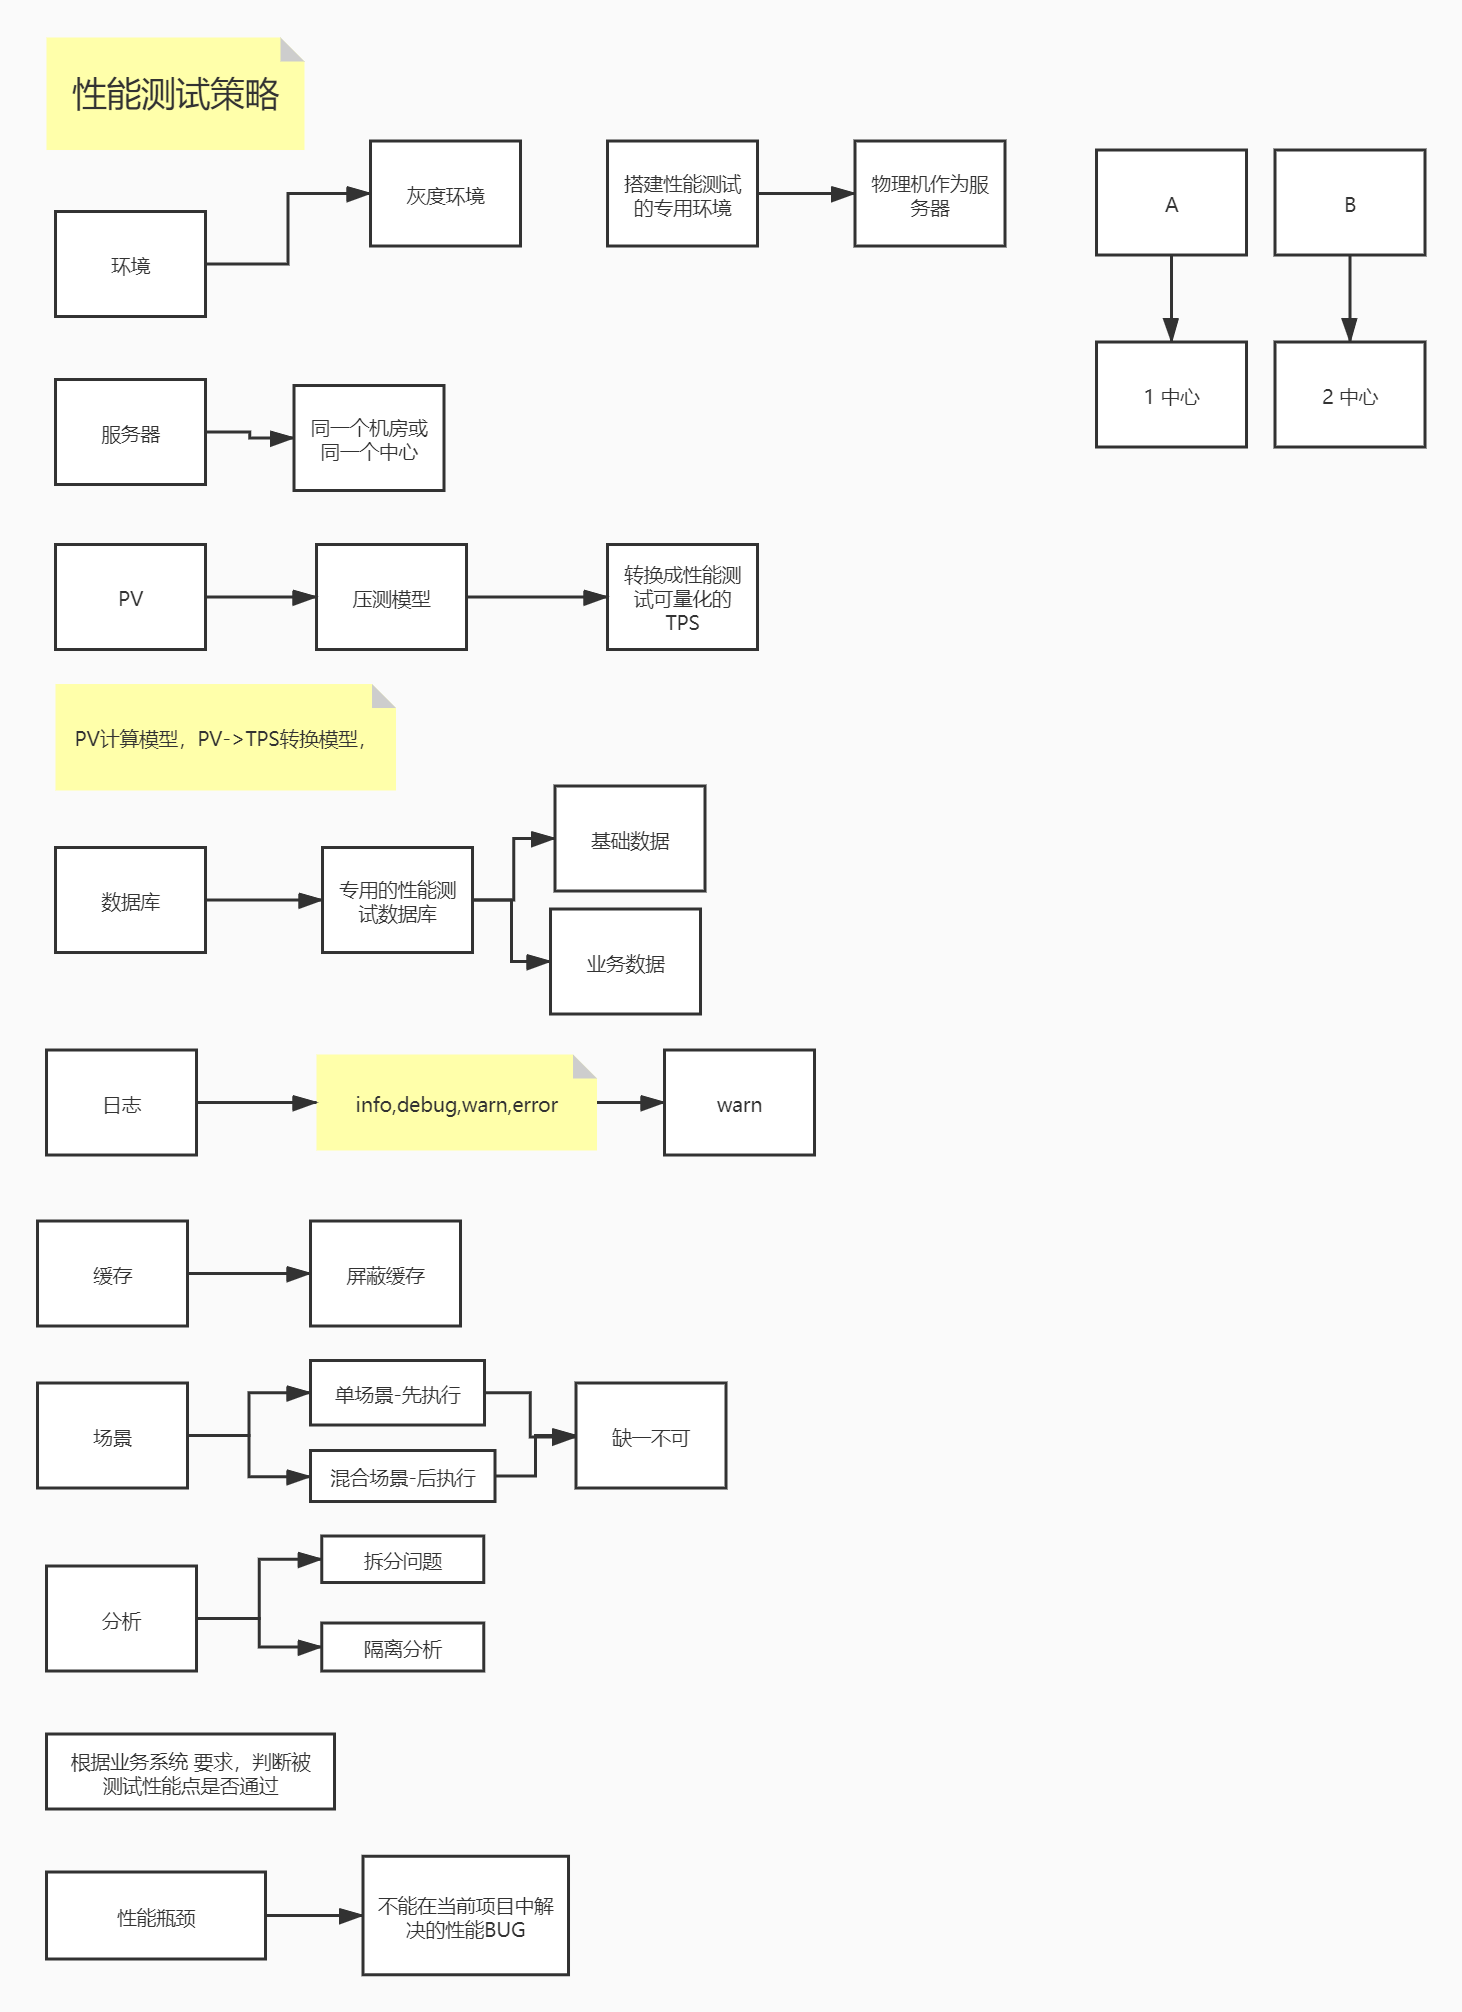 性能测试策略
灰度环境
搭建性能测试
的专用环境
物理机作为服
务器
A
B
环境
1 中心
2 中心
服务器
同一个机房或
同一个中心
PV
压测模型
转换成性能测
试可量化的
TPS
PV计算模型，PV->TPS转换模型，
基础数据
数据库
专用的性能测
试数据库
业务数据
日志
info,debug,warn,error
warn
缓存
屏蔽缓存
单场景-先执行
场景
缺一不可
混合场景-后执行
拆分问题
分析
隔离分析
根据业务系统 要求，判断被
测试性能点是否通过
性能瓶颈
不能在当前项目中解
决的性能BUG